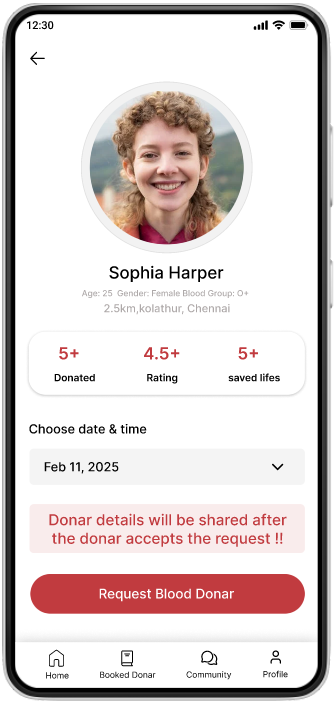 12:30
Sophia Harper
Age: 25 Gender: Female Blood Group: O+
2.5km,kolathur, Chennai
5+ 4.5+ 5+
Donated Rating saved lifes
Choose date & time
Feb 11, 2025
Donar details will be shared after
the donar accepts the request !!
Request Blood Donar
Home Booked Donar Community Profile